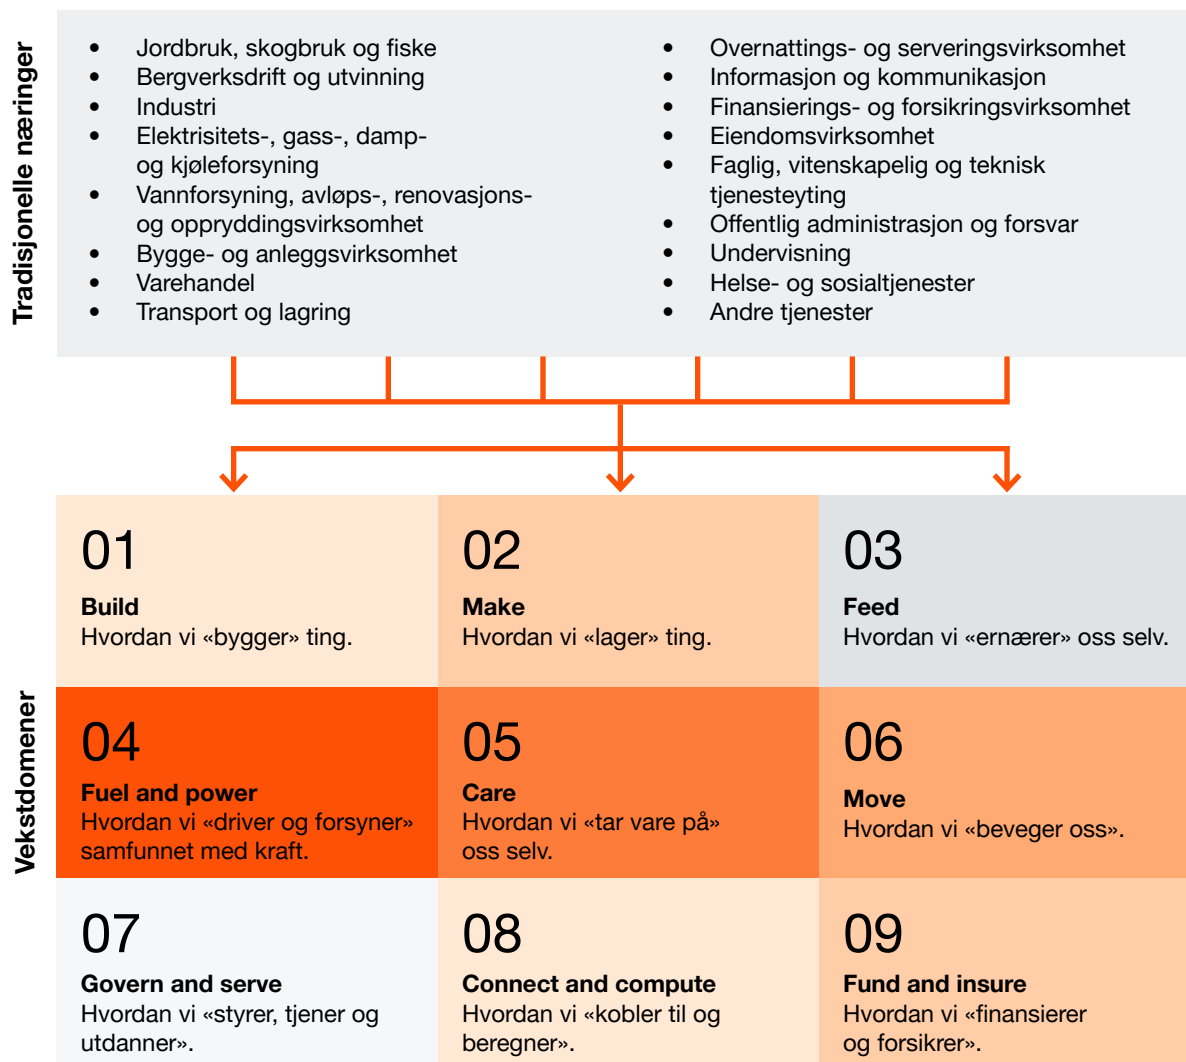 Tradisjonelle næringer
• Jordbruk, skogbruk og fiske
• Bergverksdrift og utvinning
• Industri
• Elektrisitets-, gass-, damp-
og kjøleforsyning
• Vannforsyning, avløps-, renovasjons-
og oppryddingsvirksomhet
• Bygge- og anleggsvirksomhet
• Varehandel
• Transport og lagring
• Overnattings- og serveringsvirksomhet
• Informasjon og kommunikasjon
• Finansierings- og forsikringsvirksomhet
• Eiendomsvirksomhet
• Faglig, vitenskapelig og teknisk
tjenesteyting
• Offentlig administrasjon og forsvar
• Undervisning
• Helse- og sosialtjenester
• Andre tjenester
Vekstdomener
01
Build
Hvordan vi «bygger» ting.
02
Make
Hvordan vi «lager» ting.
03
Feed
Hvordan vi «ernærer» oss selv.
04
Fuel and power
Hvordan vi «driver og forsyner»
samfunnet med kraft.
05
Care
Hvordan vi «tar vare på»
oss selv.
06
Move
Hvordan vi «beveger oss».
07
Govern and serve
Hvordan vi «styrer, tjener og
utdanner».
08
Connect and compute
Hvordan vi «kobler til og
beregner».
09
Fund and insure
Hvordan vi «finansierer
og forsikrer».